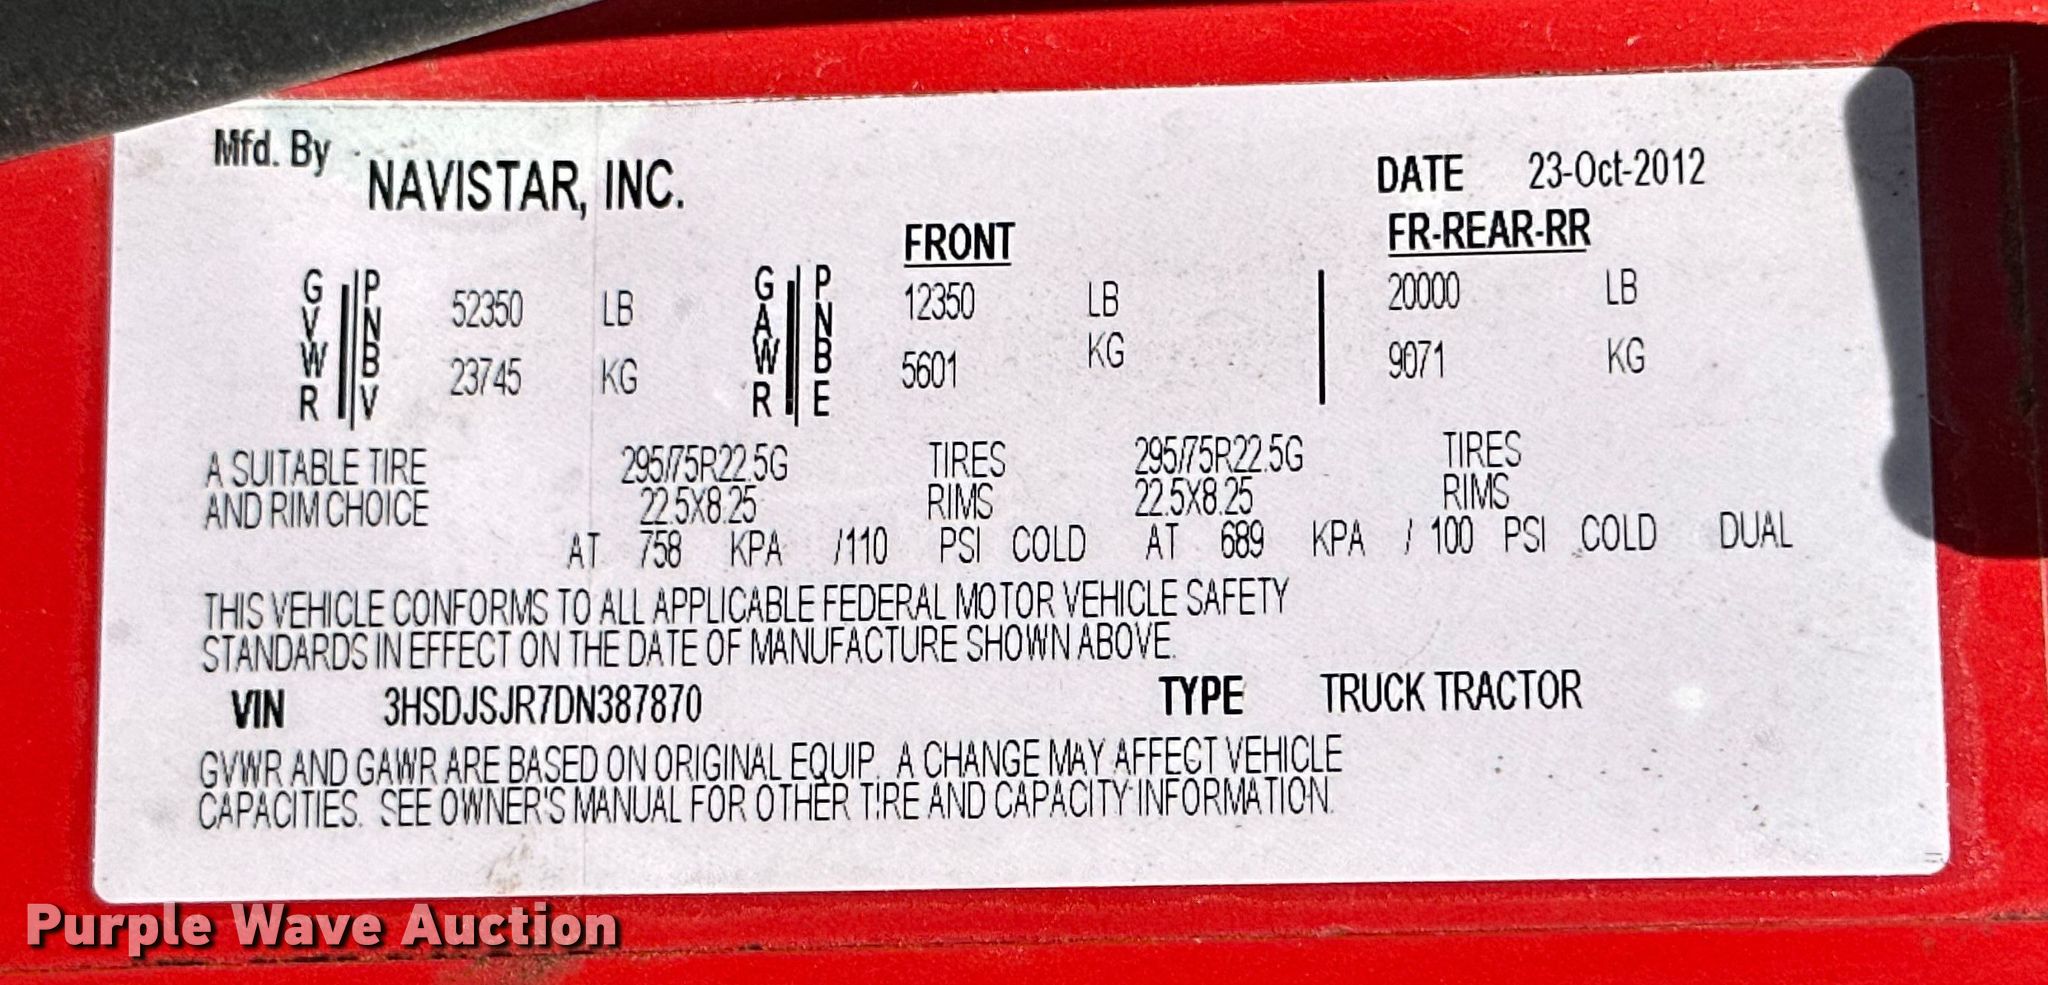 Mfd. By NAVISTAR, INC. DATE 23-Oct-2012
FRONT FR-REAR-RR
GVWR PNBV 52350 LB GAWR PNBE 12350 LB 20000 LB
23745 KG 5601 KG 9071 KG
A SUITABLE TIRE 295/75R22.5G TIRES 295/75R22.5G TIRES
AND RIM CHOICE 22.5X8.25 RIMS 22.5X8.25 RIMS
AT 758 KPA /110 PSI COLD AT 689 KPA / 100 PSI COLD DUAL
THIS VEHICLE CONFORMS TO ALL APPLICABLE FEDERAL MOTOR VEHICLE SAFETY
STANDARDS IN EFFECT ON THE DATE OF MANUFACTURE SHOWN ABOVE.
VIN 3HSDJSJR7DN387870 TYPE TRUCK TRACTOR
GVWR AND GAWR ARE BASED ON ORIGINAL EQUIP. A CHANGE MAY AFFECT VEHICLE
CAPACITIES. SEE OWNER'S MANUAL FOR OTHER TIRE AND CAPACITY INFORMATION.
Purple Wave Auction